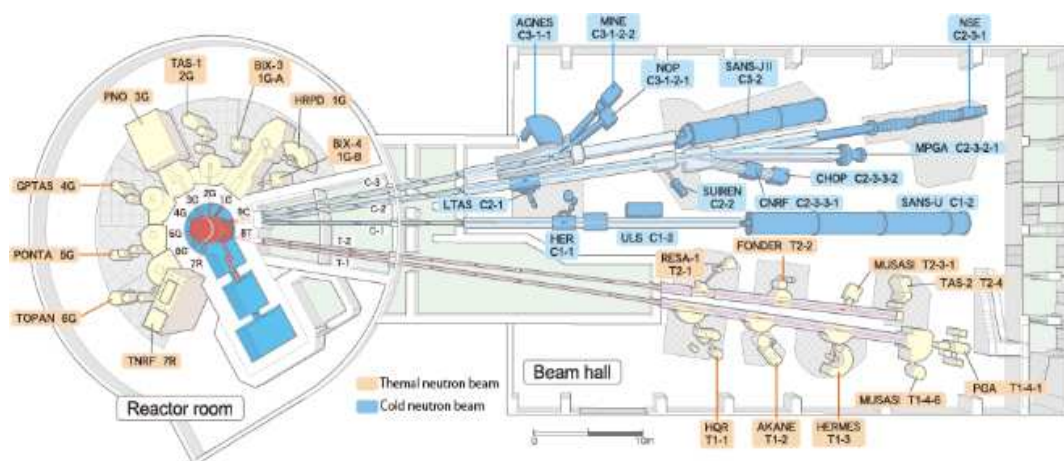 AGNES
C3-1-1
MINE
C3-1-2-2
NSE
C2-3-1
TAS-1
2G
BIX-3
1G-A
NOP
C3-1-2-1
SANS-J II
C3-2
PNO 3G
HRPD 1G
BIX-4
1G-B
MPGA C2-3-2-1
CHOP C2-3-3-2
GPTAS 4G
C-3
C-2
C-1
LTAS C2-1
SUIREN
C2-2
CNRF C2-3-3-1
SANS-U C1-2
3G
2G
1G
4G
9C
5G
8T
6G
7R
T-2
T-1
HER
C1-1
ULS C1-3
PONTA 5G
RESA-1
T2-1
FONDER T2-2
MUSASI T2-3-1
TAS-2 T2-4
TOPAN 6G
TNRF 7R
Thermal neutron beam
Cold neutron beam
Beam hall
Reactor room
PGA T1-4-1
MUSASI T1-4-6
0
10m
HQR
T1-1
AKANE
T1-2
HERMES
T1-3